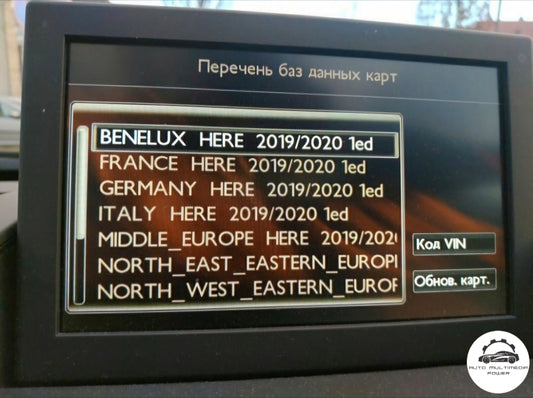 Перечень баз данных карт
BENELUX HERE 2019/2020 1ed
FRANCE HERE 2019/2020 1ed
GERMANY HERE 2019/2020 1ed
ITALY HERE 2019/2020 1ed
MIDDLE_EUROPE HERE 2019/202
NORTH_EAST_EASTERN_EUROP
NORTH_WEST_EASTERN_EUROP
Код VIN
Обнов. карт.
AUTO MULTIMEDIA
POWER